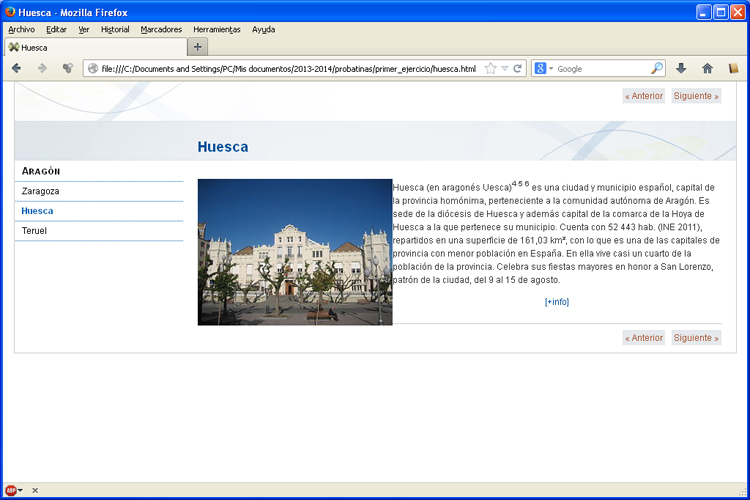 Huesca - Mozilla Firefox
Archivo Editar Ver Historial Marcadores Herramientas Ayuda
Huesca
file:///C:/Documents and Settings/PC/Mis documentos/2013-2014/probatinas/primer_ejercicio/huesca.html
Google
« Anterior Siguiente »
Huesca
ARAGÓN
Zaragoza
Huesca
Teruel
Huesca (en aragonés Uesca)4 5 6 es una ciudad y municipio español, capital de
la provincia homónima, perteneciente a la comunidad autónoma de Aragón. Es
sede de la diócesis de Huesca y además capital de la comarca de la Hoya de
Huesca a la que pertenece su municipio. Cuenta con 52 443 hab. (INE 2011),
repartidos en una superficie de 161,03 km², con lo que es una de las capitales de
provincia con menor población en España. En ella vive casi un cuarto de la
población de la provincia. Celebra sus fiestas mayores en honor a San Lorenzo,
patrón de la ciudad, del 9 al 15 de agosto.
[+info]
« Anterior Siguiente »
ABP